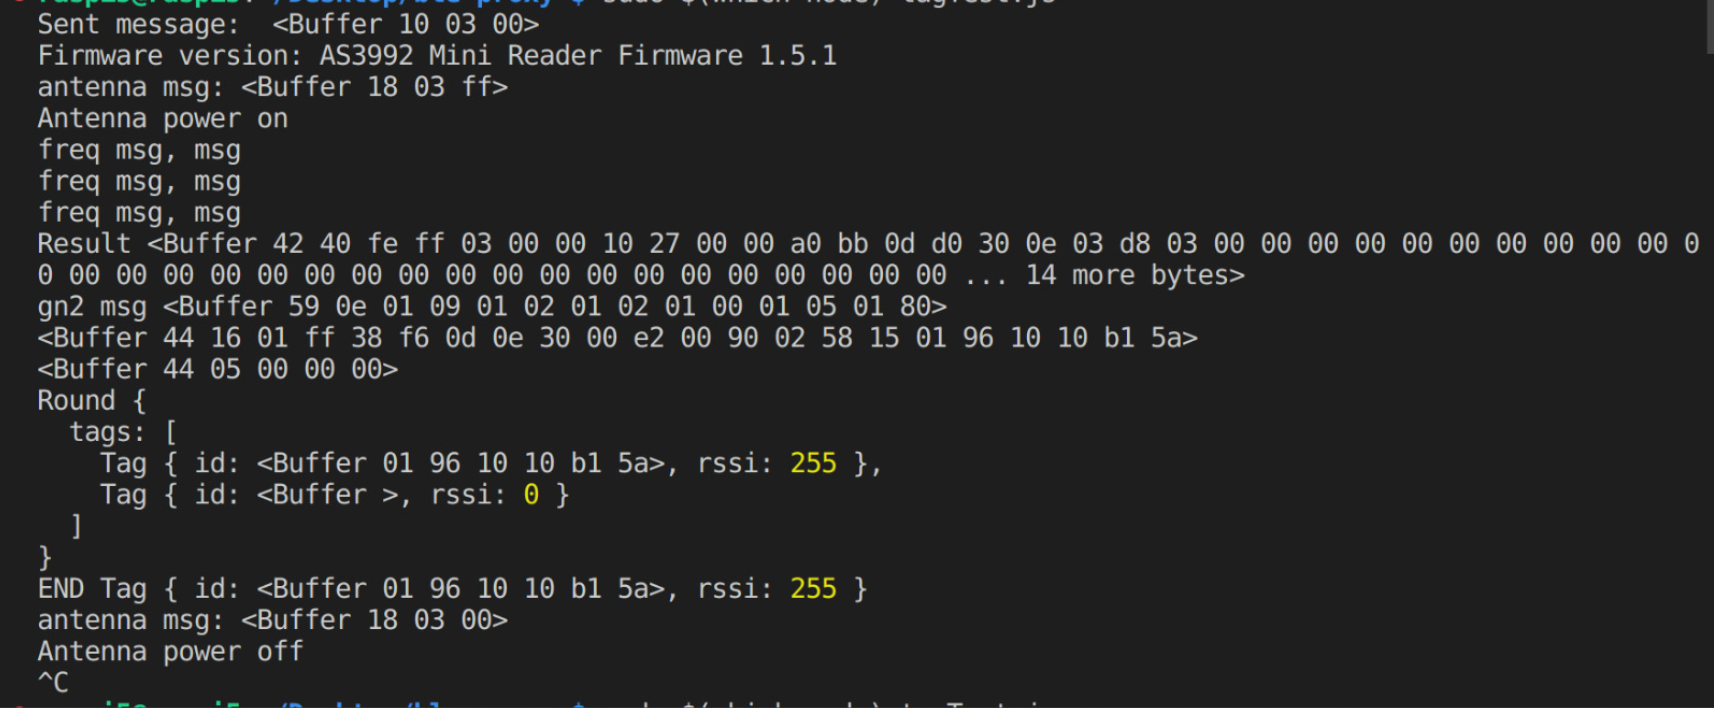 Sent message:  <Buffer 10 03 00>
Firmware version: AS3992 Mini Reader Firmware 1.5.1
antenna msg: <Buffer 18 03 ff>
Antenna power on
freq msg, msg
freq msg, msg
freq msg, msg
Result <Buffer 42 40 fe ff 03 00 00 10 27 00 00 a0 bb 0d d0 30 0e 03 d8 03 00 00 00 00 00 00 00 00 00 00 0
0 00 00 00 00 00 00 00 00 00 00 00 00 00 00 00 00 00 00 00 ... 14 more bytes>
gn2 msg <Buffer 59 0e 01 09 01 02 01 02 01 00 01 05 01 80>
<Buffer 44 16 01 ff 38 f6 0d 0e 30 00 e2 00 90 02 58 15 01 96 10 10 b1 5a>
<Buffer 44 05 00 00 00>
Round {
  tags: [
    Tag { id: <Buffer 01 96 10 10 b1 5a>, rssi: 255 },
    Tag { id: <Buffer >, rssi: 0 }
  ]
}
END Tag { id: <Buffer 01 96 10 10 b1 5a>, rssi: 255 }
antenna msg: <Buffer 18 03 00>
Antenna power off
^C